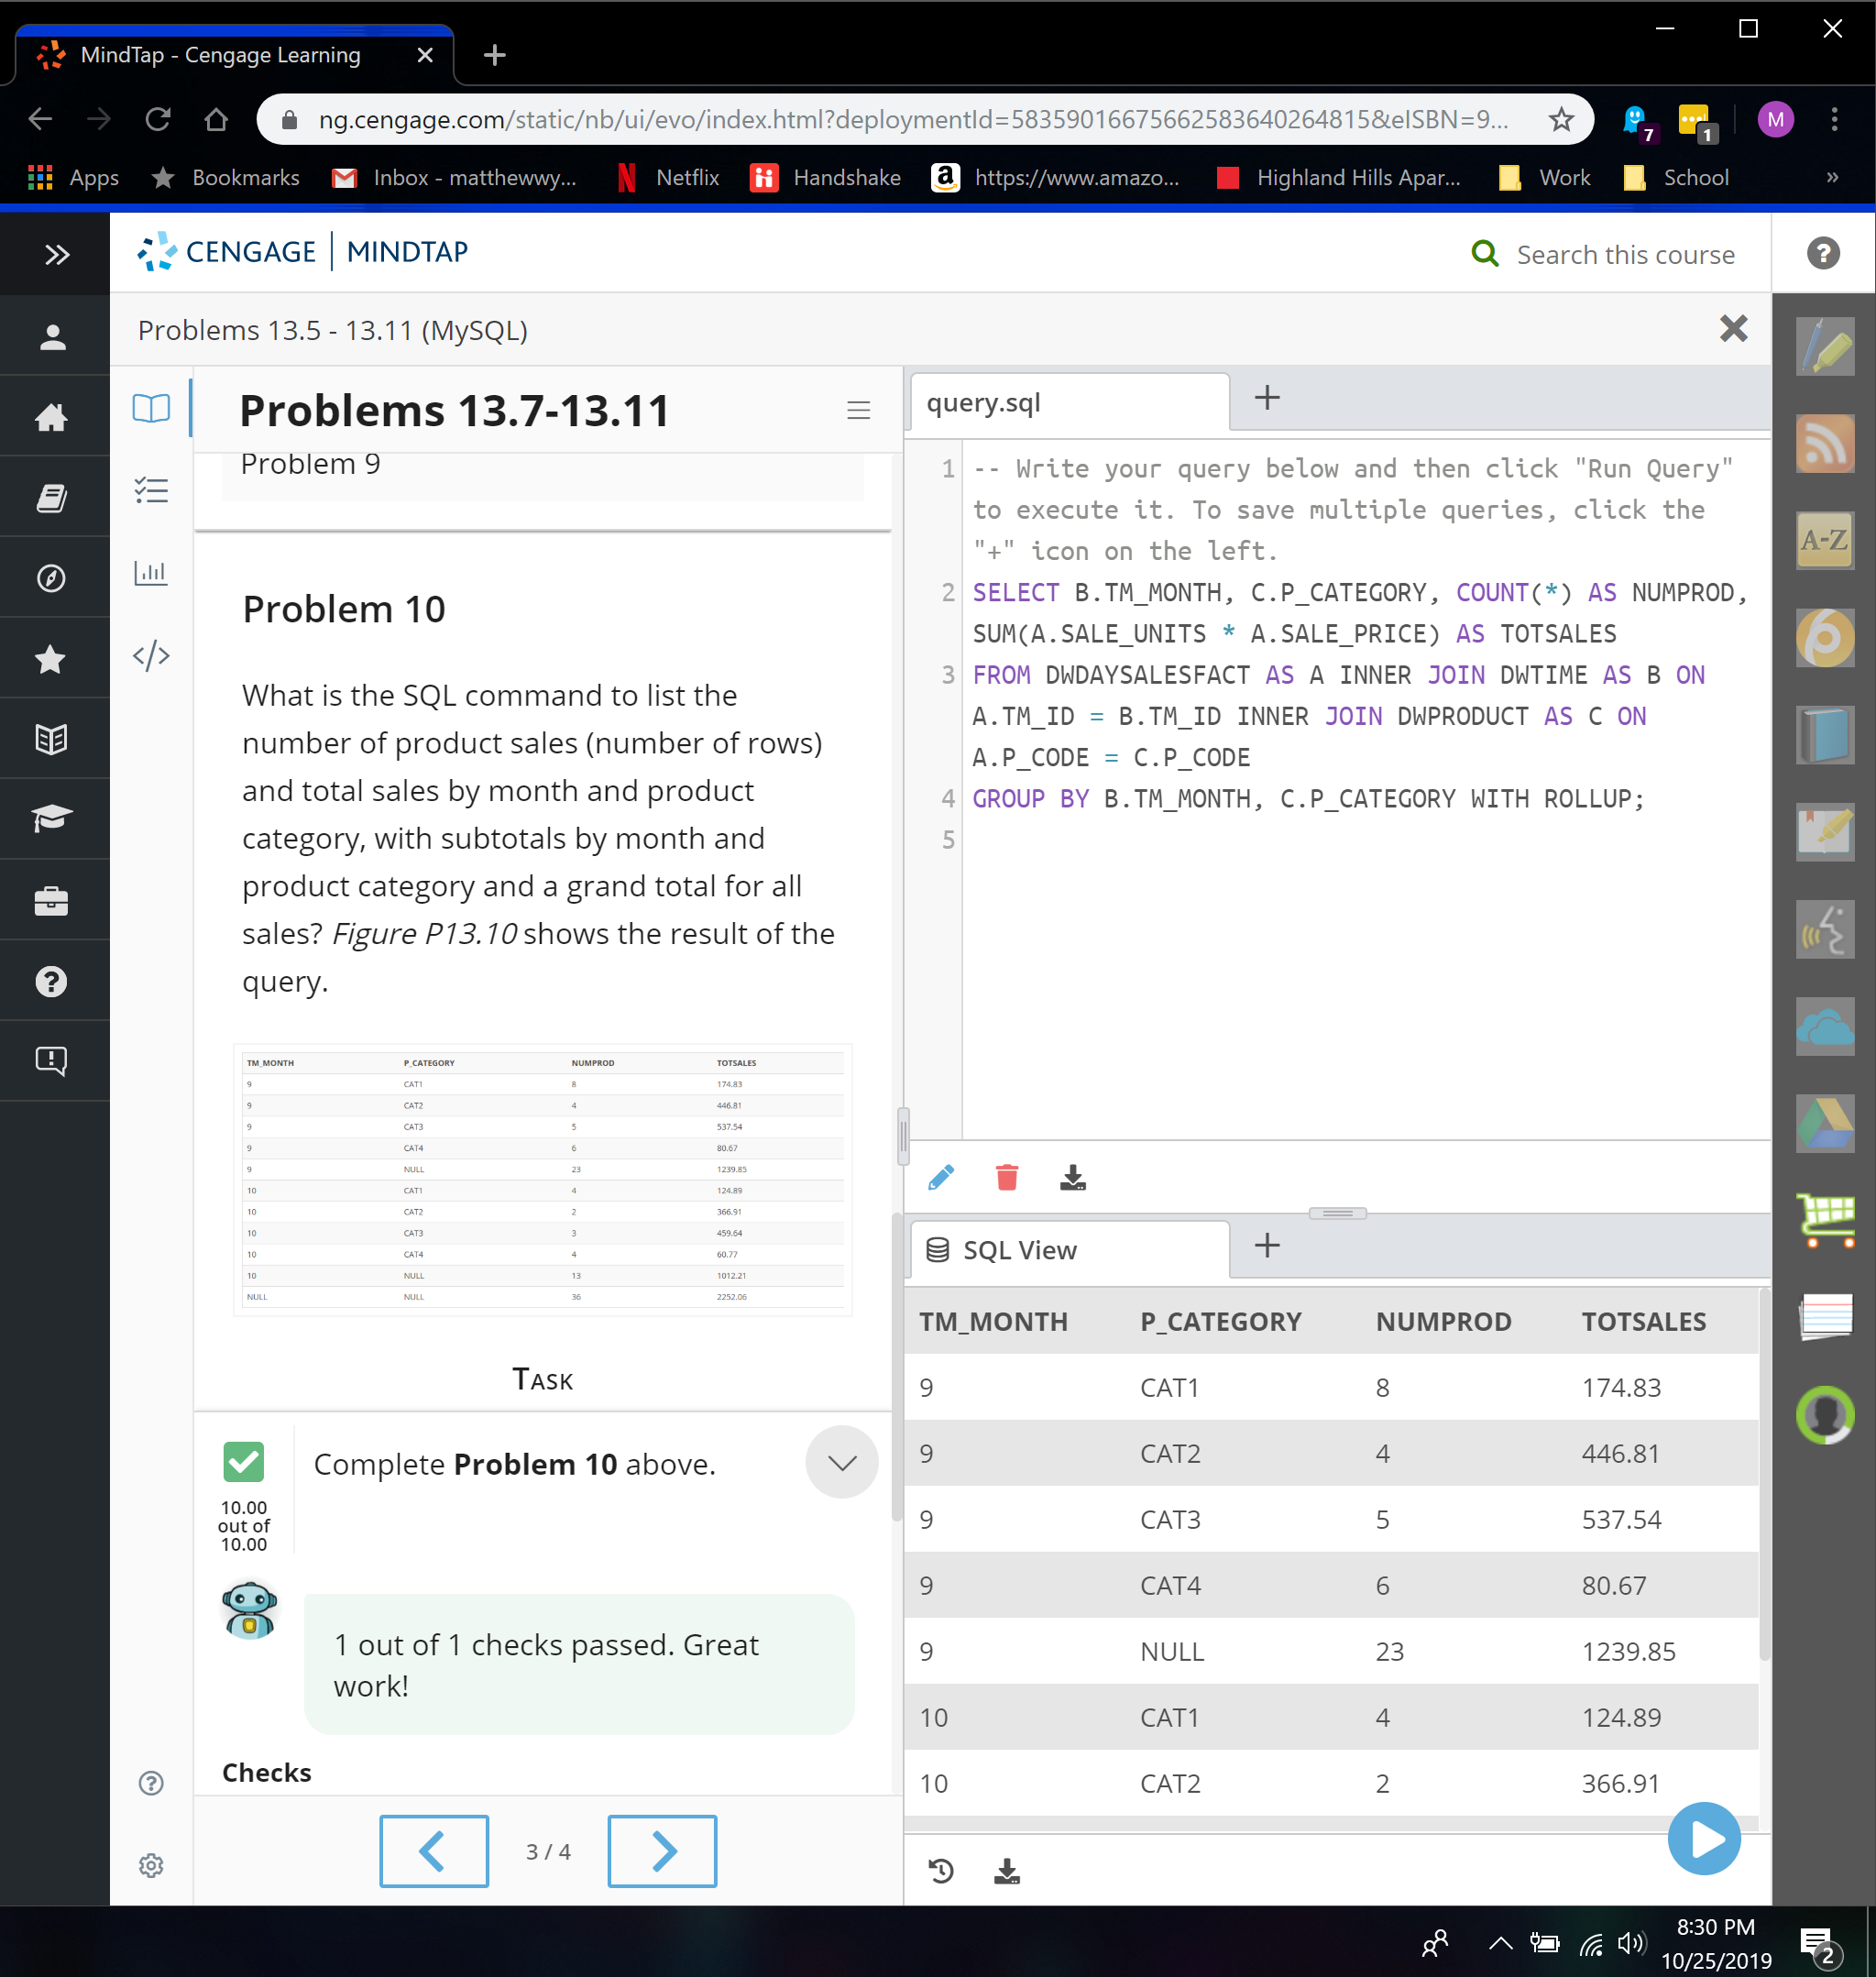 MindTap - Cengage Learning
ng.cengage.com/static/nb/ui/evo/index.html?deploymentId=5835901667566258364026​4815&eISBN=9...
7
1
M
Apps
Bookmarks
Inbox - matthewwy...
Netflix
Handshake
https://www.amazo...
Highland Hills Apar...
Work
School
»
CENGAGE | MINDTAP
Search this course
Problems 13.5 - 13.11 (MySQL)
Problems 13.7-13.11
Problem 9
Problem 10
What is the SQL command to list the
number of product sales (number of rows)
and total sales by month and product
category, with subtotals by month and
product category and a grand total for all
sales? Figure P13.10 shows the result of the
query.
TM_MONTH P_CATEGORY NUMPROD TOTSALES
9 CAT1 8 174.83
9 CAT2 4 446.81
9 CAT3 5 537.54
9 CAT4 6 80.67
9 NULL 23 1239.85
10 CAT1 4 124.89
10 CAT2 2 366.91
10 CAT3 3 459.64
10 CAT4 4 60.77
10 NULL 13 1012.21
NULL NULL 36 2252.06
TASK
Complete Problem 10 above.
10.00
out of
10.00
1 out of 1 checks passed. Great
work!
Checks
3 / 4
query.sql
1 -- Write your query below and then click "Run Query"
to execute it. To save multiple queries, click the
"+" icon on the left.
2 SELECT B.TM_MONTH, C.P_CATEGORY, COUNT(*) AS NUMPROD,
SUM(A.SALE_UNITS * A.SALE_PRICE) AS TOTSALES
3 FROM DWDAYSALESFACT AS A INNER JOIN DWTIME AS B ON
A.TM_ID = B.TM_ID INNER JOIN DWPRODUCT AS C ON
A.P_CODE = C.P_CODE
4 GROUP BY B.TM_MONTH, C.P_CATEGORY WITH ROLLUP;
5
SQL View
TM_MONTH P_CATEGORY NUMPROD TOTSALES
9 CAT1 8 174.83
9 CAT2 4 446.81
9 CAT3 5 537.54
9 CAT4 6 80.67
9 NULL 23 1239.85
10 CAT1 4 124.89
10 CAT2 2 366.91
A-Z
8:30 PM
10/25/2019
2